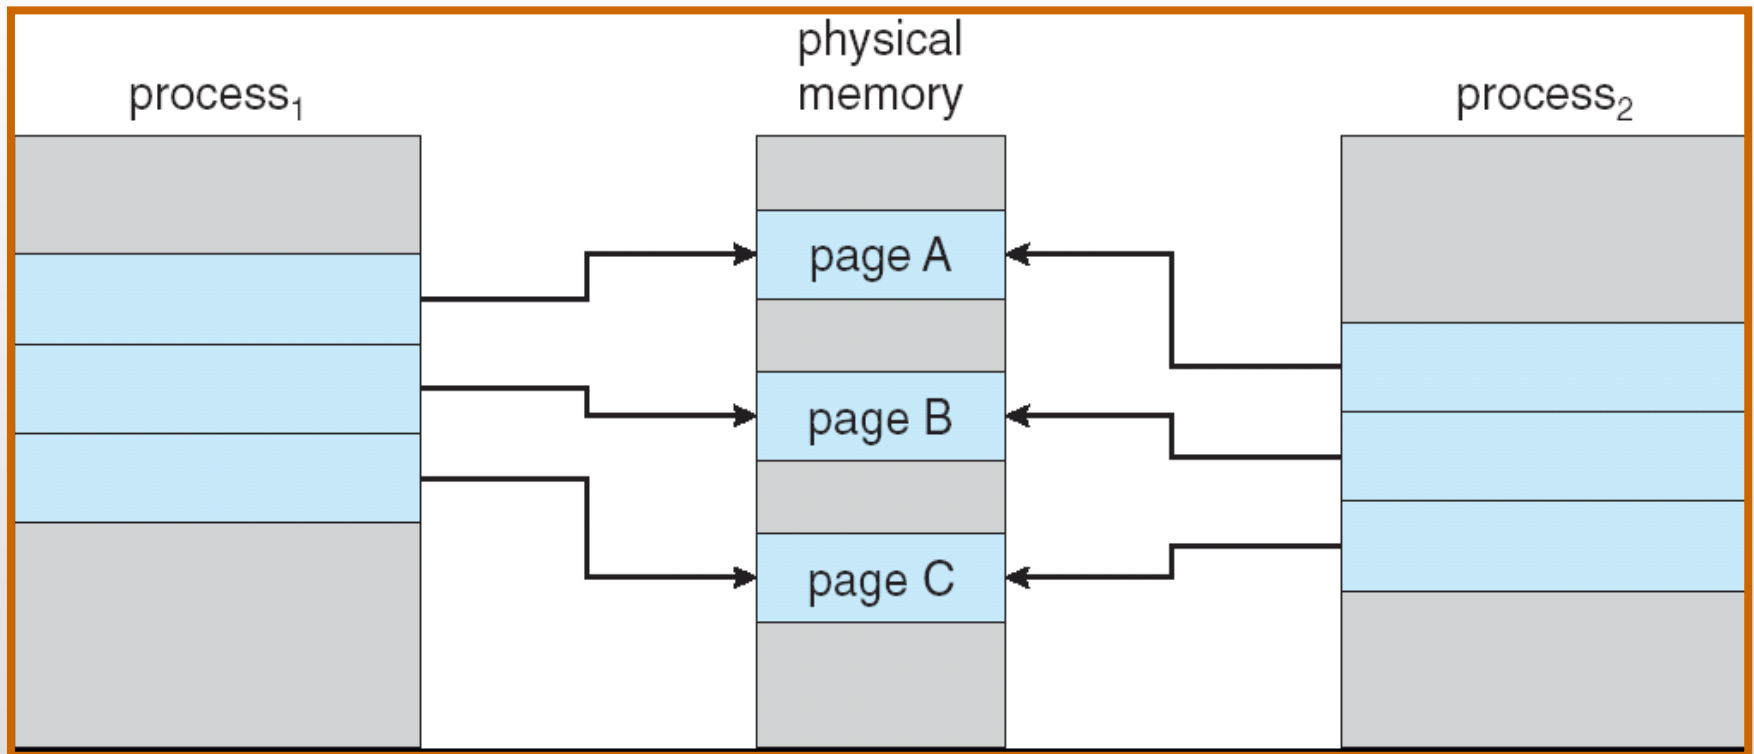 physical
memory
process₁
process₂
page A
page B
page C